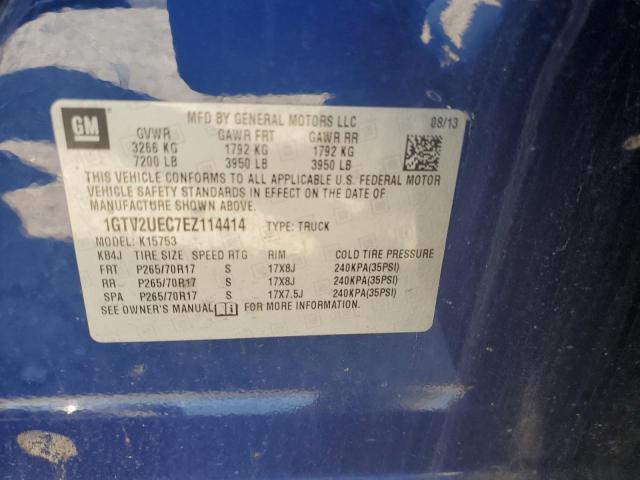 GM
MFD BY GENERAL MOTORS LLC 08/13
GVWR GAWR FRT GAWR RR
3266 KG 1792 KG 1792 KG
7200 LB 3950 LB 3950 LB
THIS VEHICLE CONFORMS TO ALL APPLICABLE U.S. FEDERAL MOTOR
VEHICLE SAFETY STANDARDS IN EFFECT ON THE DATE OF
MANUFACTURE SHOWN ABOVE.
1GTV2UEC7EZ114414 TYPE: TRUCK
MODEL: K15753
KB4J TIRE SIZE SPEED RTG RIM COLD TIRE PRESSURE
FRT P265/70R17 S 17X8J 240KPA(35PSI)
RR P265/70R17 S 17X8J 240KPA(35PSI)
SPA P265/70R17 S 17X7.5J 240KPA(35PSI)
SEE OWNER'S MANUAL FOR MORE INFORMATION.